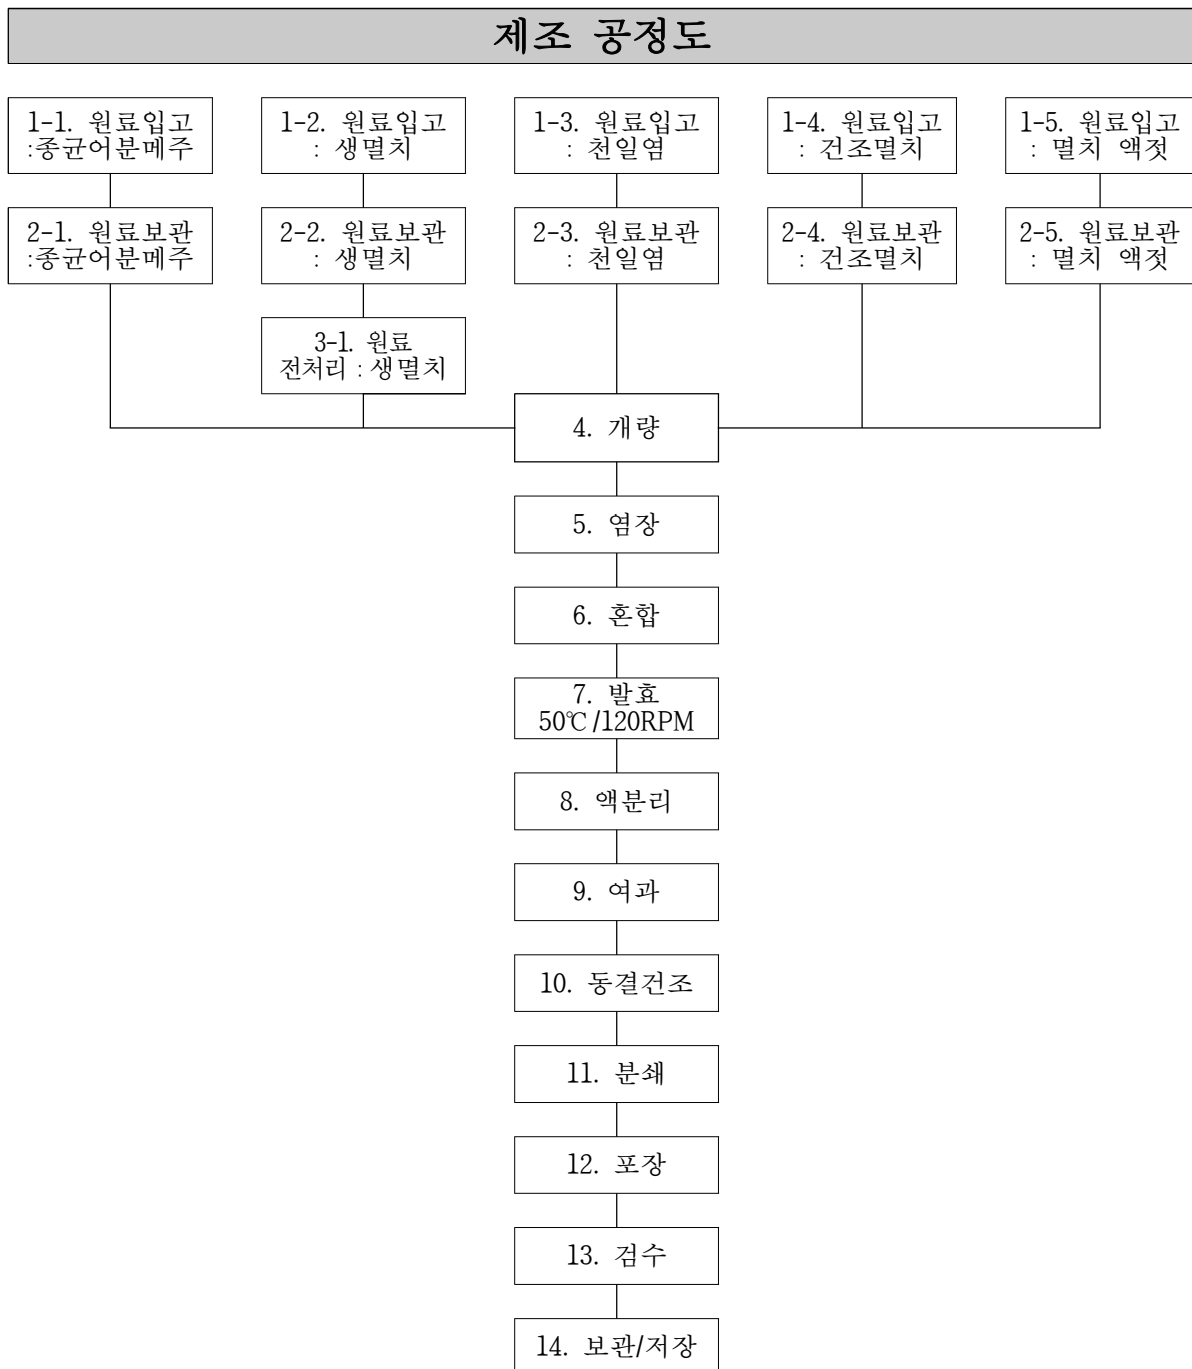 제조 공정도
1-1. 원료입고
:종균어분메주
1-2. 원료입고
: 생멸치
1-3. 원료입고
: 천일염
1-4. 원료입고
: 건조멸치
1-5. 원료입고
: 멸치 액젓
2-1. 원료보관
:종균어분메주
2-2. 원료보관
: 생멸치
2-3. 원료보관
: 천일염
2-4. 원료보관
: 건조멸치
2-5. 원료보관
: 멸치 액젓
3-1. 원료
전처리 : 생멸치
4. 개량
5. 염장
6. 혼합
7. 발효
50℃/120RPM
8. 액분리
9. 여과
10. 동결건조
11. 분쇄
12. 포장
13. 검수
14. 보관/저장